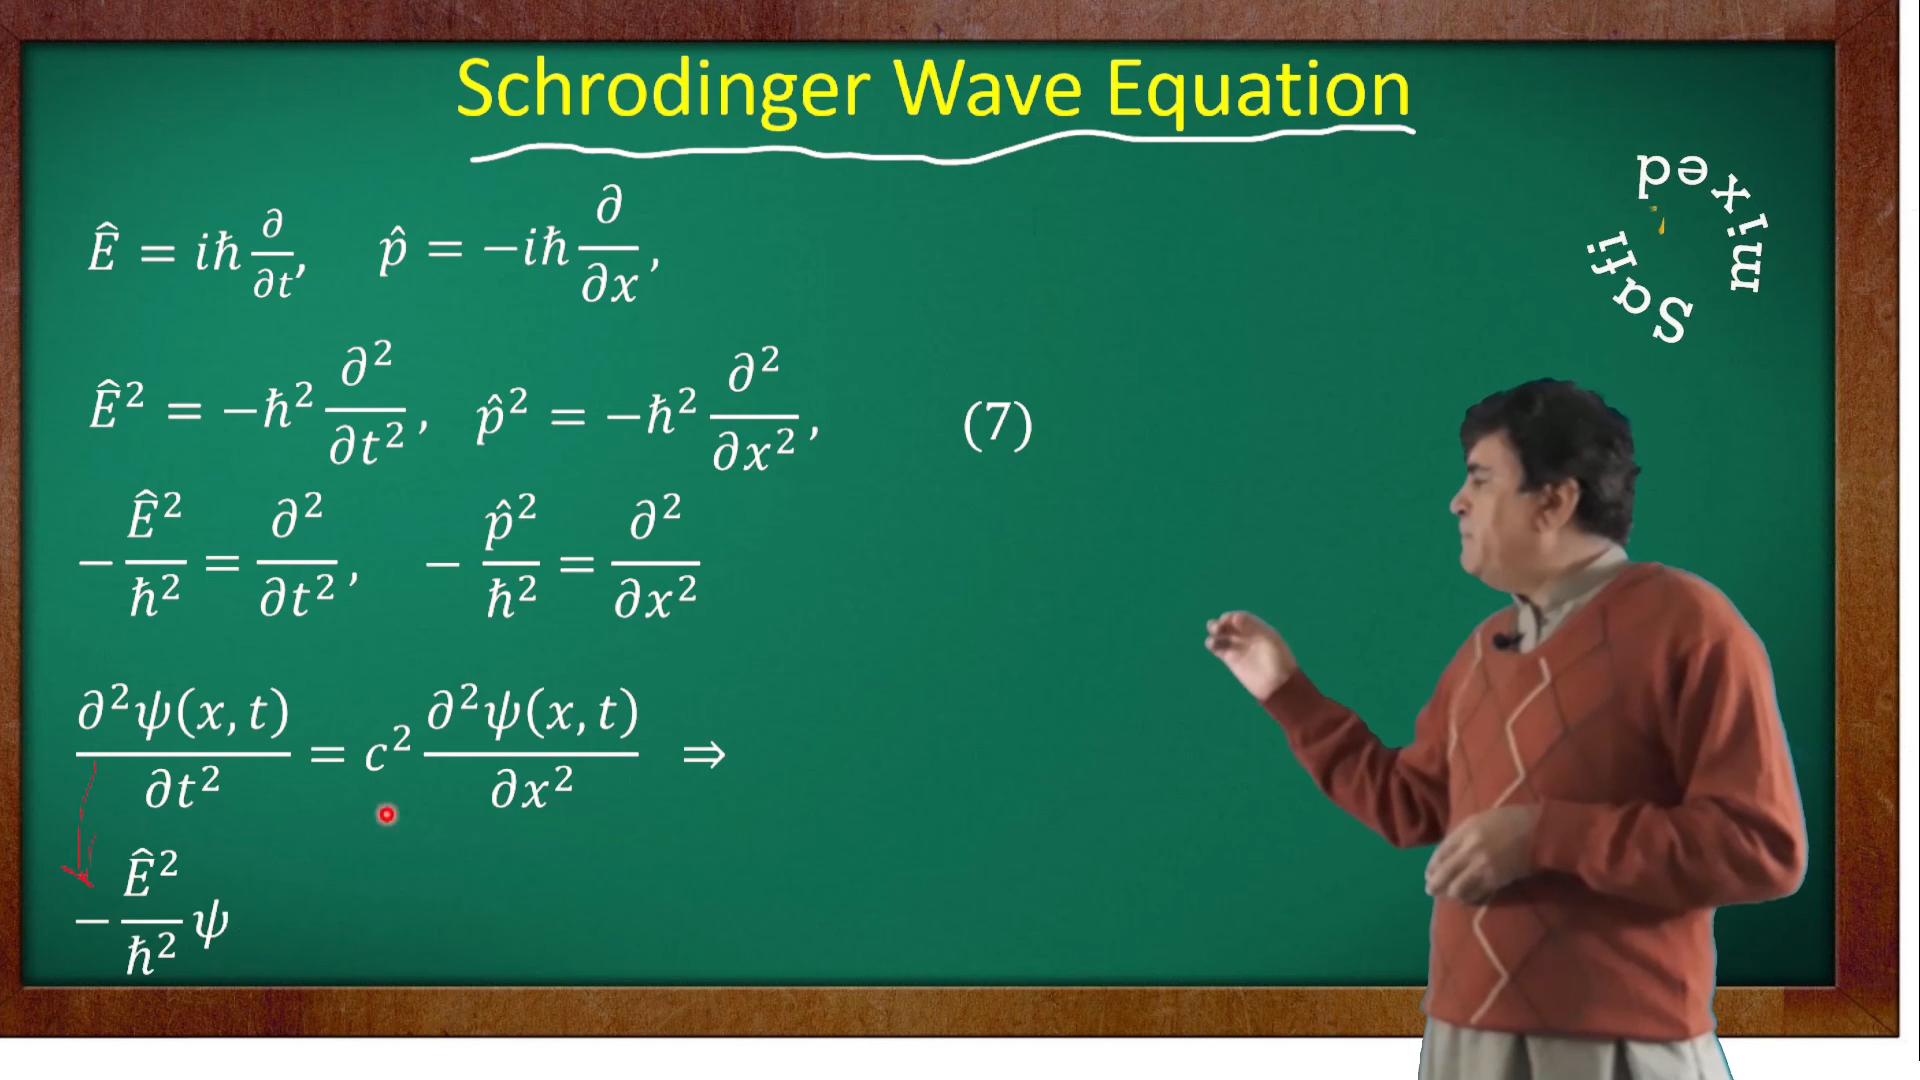 Schrodinger Wave Equation
Ê = iħ ∂/∂t, p̂ = −iħ ∂/∂x,
Ê² = −ħ² ∂²/∂t², p̂² = −ħ² ∂²/∂x², (7)
− Ê²/ħ² = ∂²/∂t², − p̂²/ħ² = ∂²/∂x²
∂²ψ(x, t)/∂t² = c² ∂²ψ(x, t)/∂x² ⇒
− Ê²/ħ² ψ
Safi
mixed